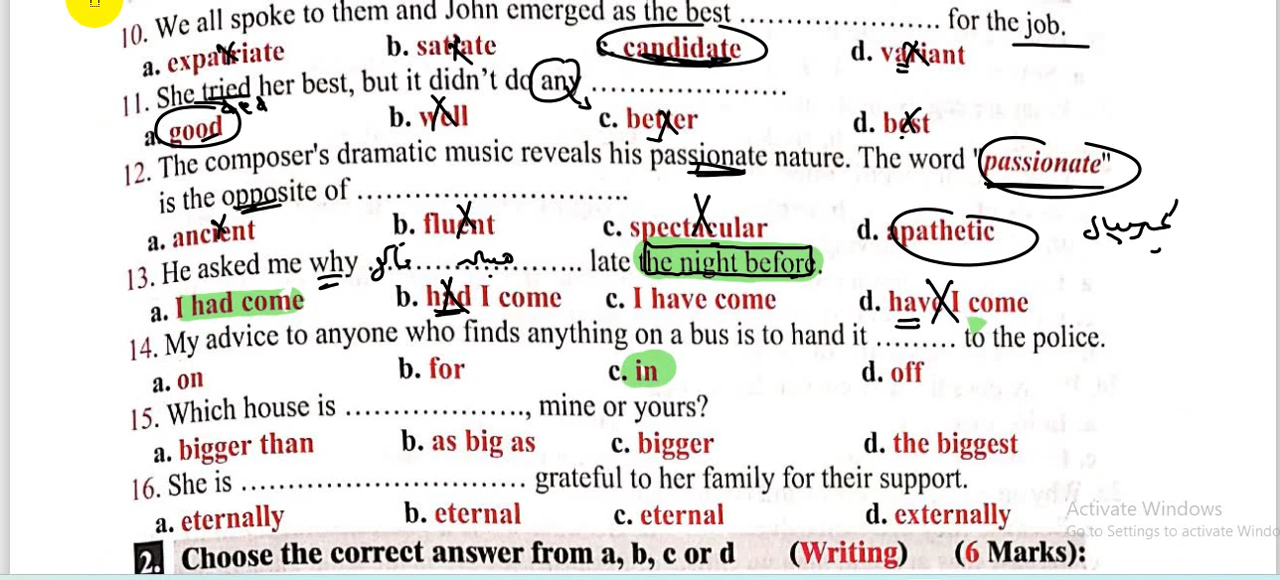 10. We all spoke to them and John emerged as the best .................... for the job.
a. expatriate b. satiate c. candidate d. variant
11. She tried her best, but it didn't do any ....................
a. good b. well c. better d. best
12. The composer's dramatic music reveals his passionate nature. The word "passionate"
is the opposite of ............................
a. ancient b. fluent c. spectacular d. apathetic
13. He asked me why .................... late the night before.
a. I had come b. had I come c. I have come d. have I come
14. My advice to anyone who finds anything on a bus is to hand it ......... to the police.
a. on b. for c. in d. off
15. Which house is ...................., mine or yours?
a. bigger than b. as big as c. bigger d. the biggest
16. She is ............................. grateful to her family for their support.
a. eternally b. eternal c. eternal d. externally
2. Choose the correct answer from a, b, c or d (Writing) (6 Marks):
Activate Windows
Go to Settings to activate Windo